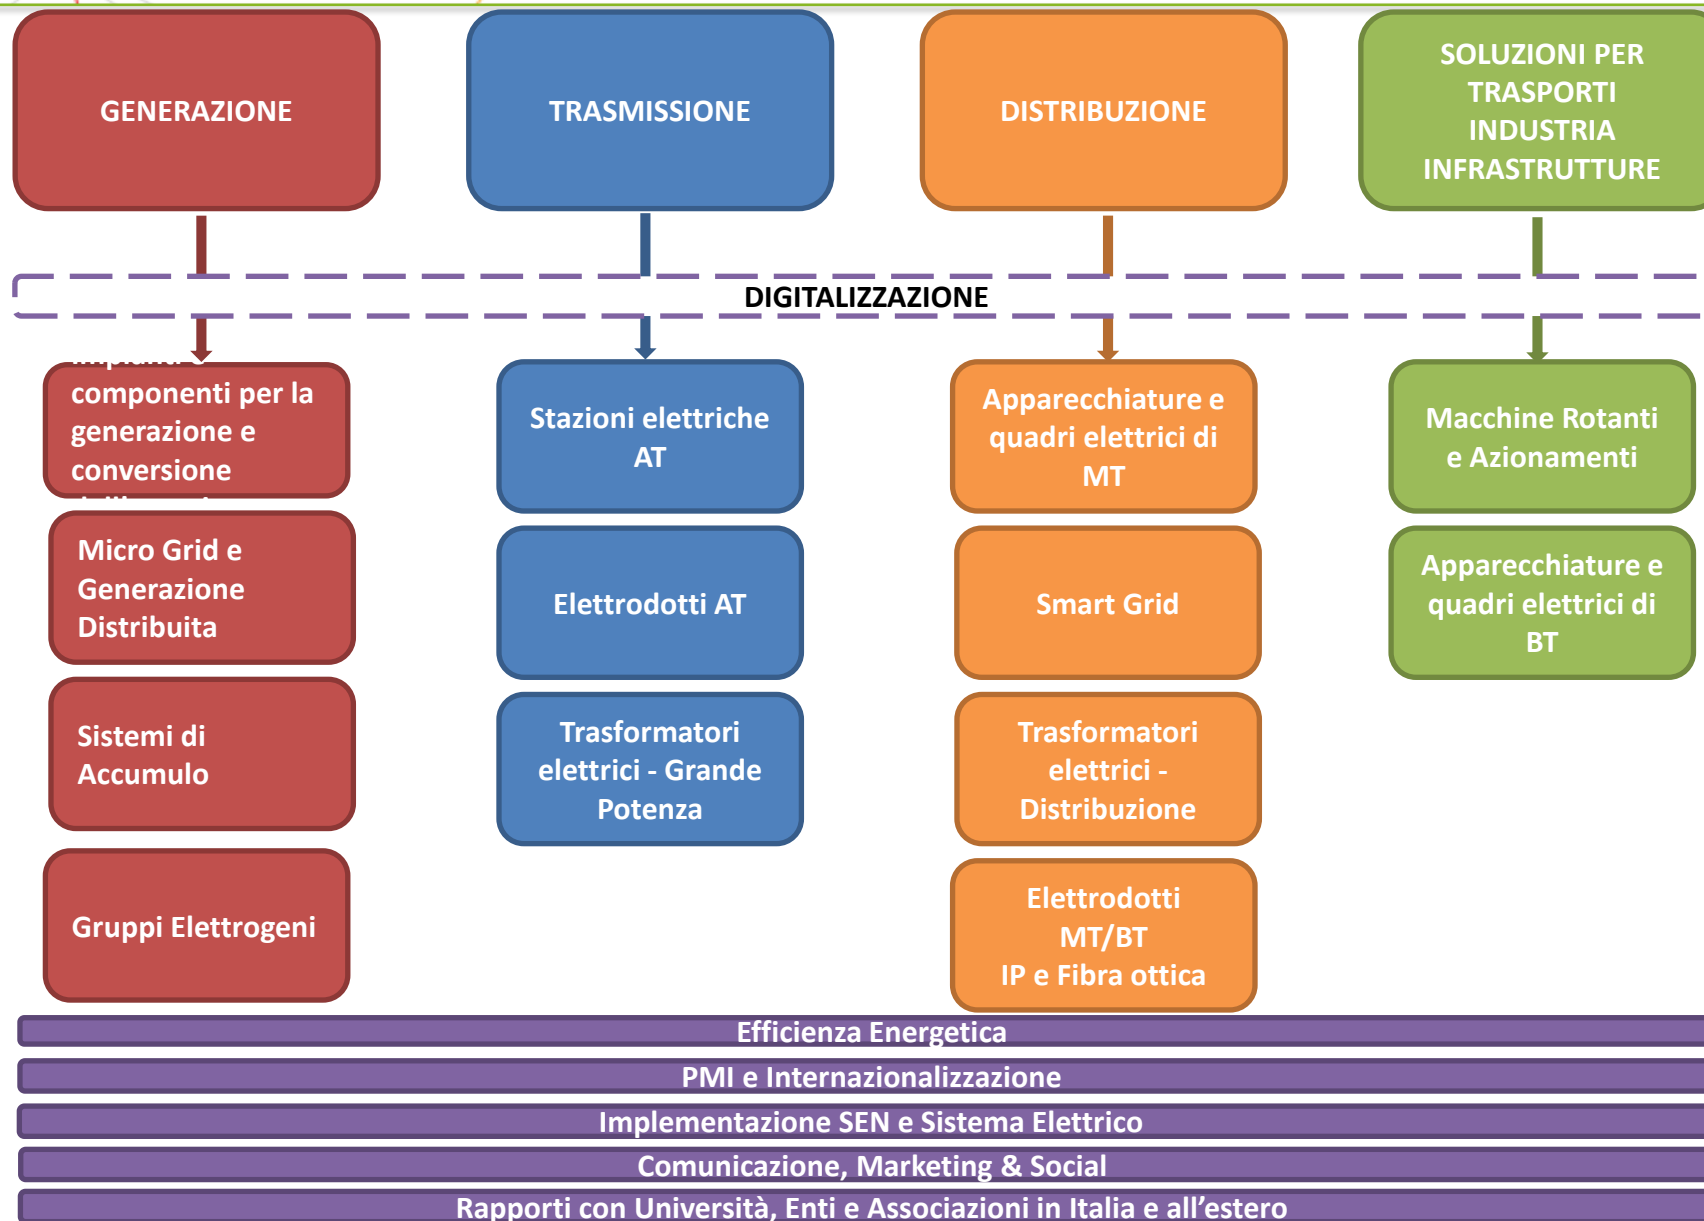 GENERAZIONE
TRASMISSIONE
DISTRIBUZIONE
SOLUZIONI PER
TRASPORTI
INDUSTRIA
INFRASTRUTTURE
DIGITALIZZAZIONE
componenti per la
generazione e
conversione
Micro Grid e
Generazione
Distribuita
Sistemi di
Accumulo
Gruppi Elettrogeni
Stazioni elettriche
AT
Elettrodotti AT
Trasformatori
elettrici - Grande
Potenza
Apparecchiature e
quadri elettrici di
MT
Smart Grid
Trasformatori
elettrici -
Distribuzione
Elettrodotti
MT/BT
IP e Fibra ottica
Macchine Rotanti
e Azionamenti
Apparecchiature e
quadri elettrici di
BT
Efficienza Energetica
PMI e Internazionalizzazione
Implementazione SEN e Sistema Elettrico
Comunicazione, Marketing & Social
Rapporti con Università, Enti e Associazioni in Italia e all’estero